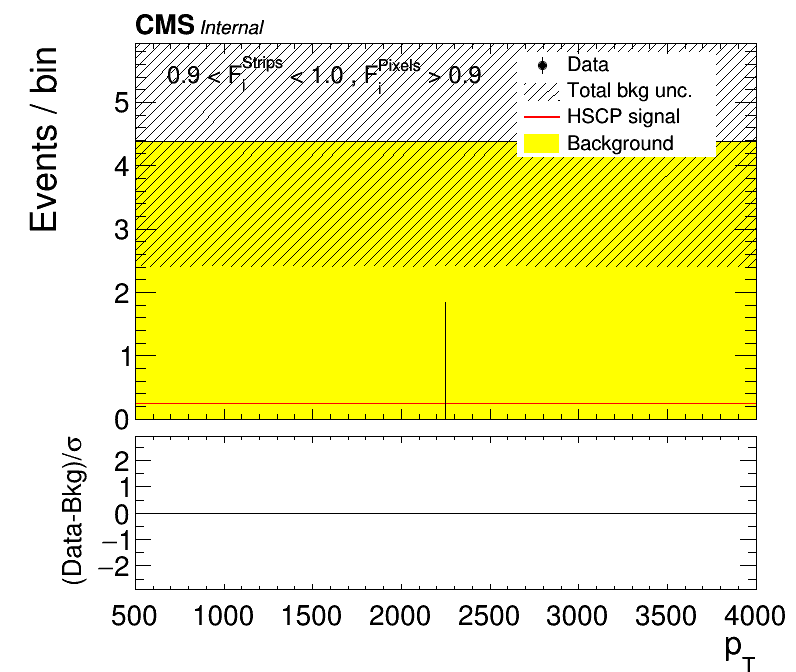 CMS Internal
0.9 < F_i^Strips < 1.0 , F_i^Pixels > 0.9
Data
Total bkg unc.
HSCP signal
Background
Events / bin
5
4
3
2
1
0
(Data-Bkg)/σ
2
1
0
−1
−2
500 1000 1500 2000 2500 3000 3500 4000
p_T